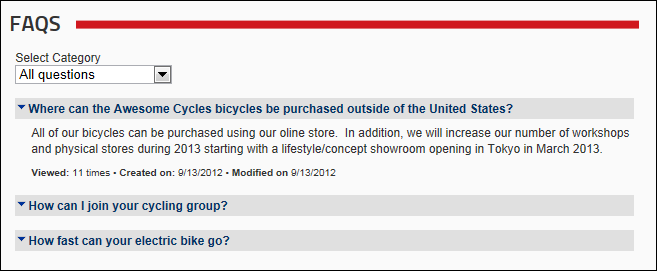 FAQS
Select Category
All questions
Where can the Awesome Cycles bicycles be purchased outside of the United States?
All of our bicycles can be purchased using our oline store. In addition, we will increase our number of workshops
and physical stores during 2013 starting with a lifestyle/concept showroom opening in Tokyo in March 2013.
Viewed: 11 times • Created on: 9/13/2012 • Modified on 9/13/2012
How can I join your cycling group?
How fast can your electric bike go?